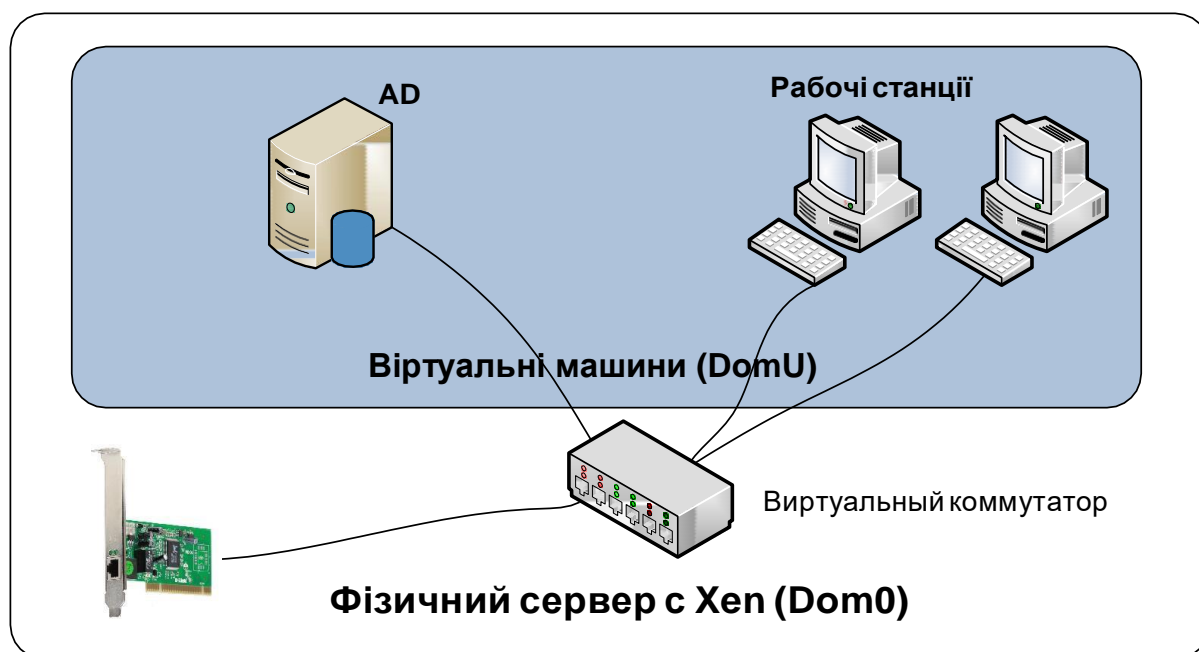 AD
Рабочі станції
Віртуальні машини (DomU)
Виртуальный коммутатор
Фізичний сервер с Xen (Dom0)